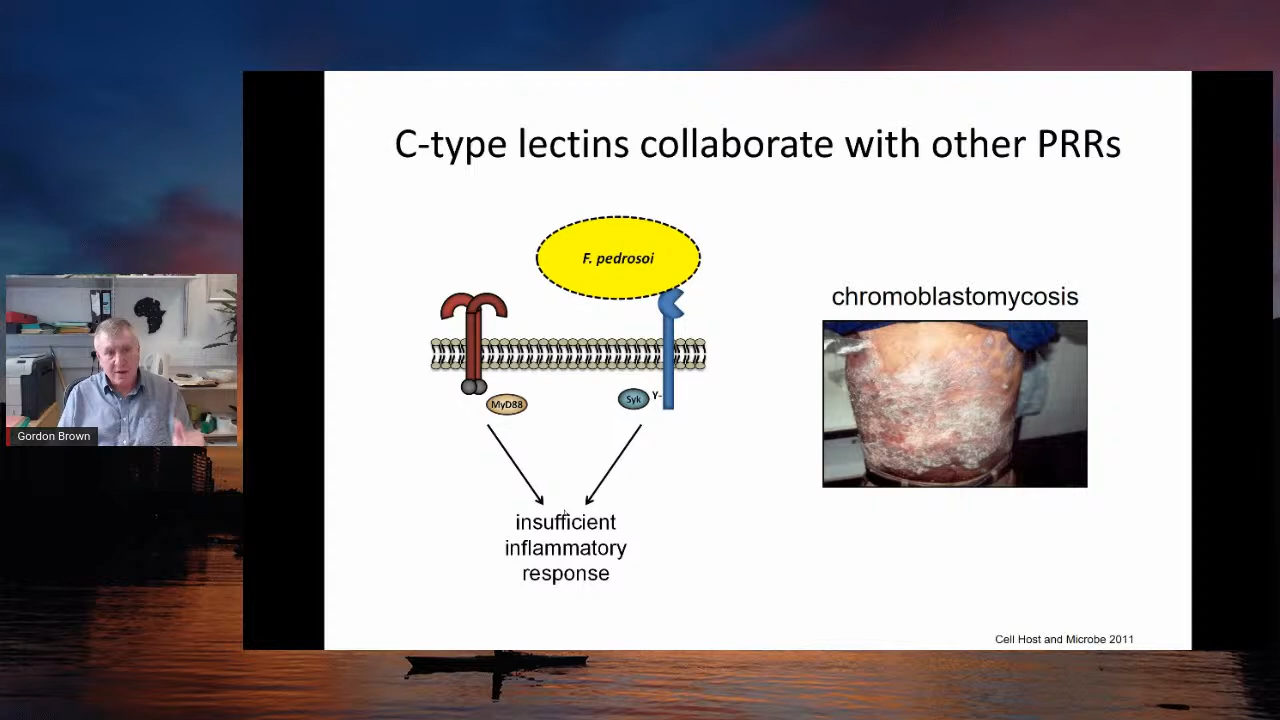 C-type lectins collaborate with other PRRs
F. pedrosoi
chromoblastomycosis
MyD88
Syk
Y-
Gordon Brown
insufficient
inflammatory
response
Cell Host and Microbe 2011